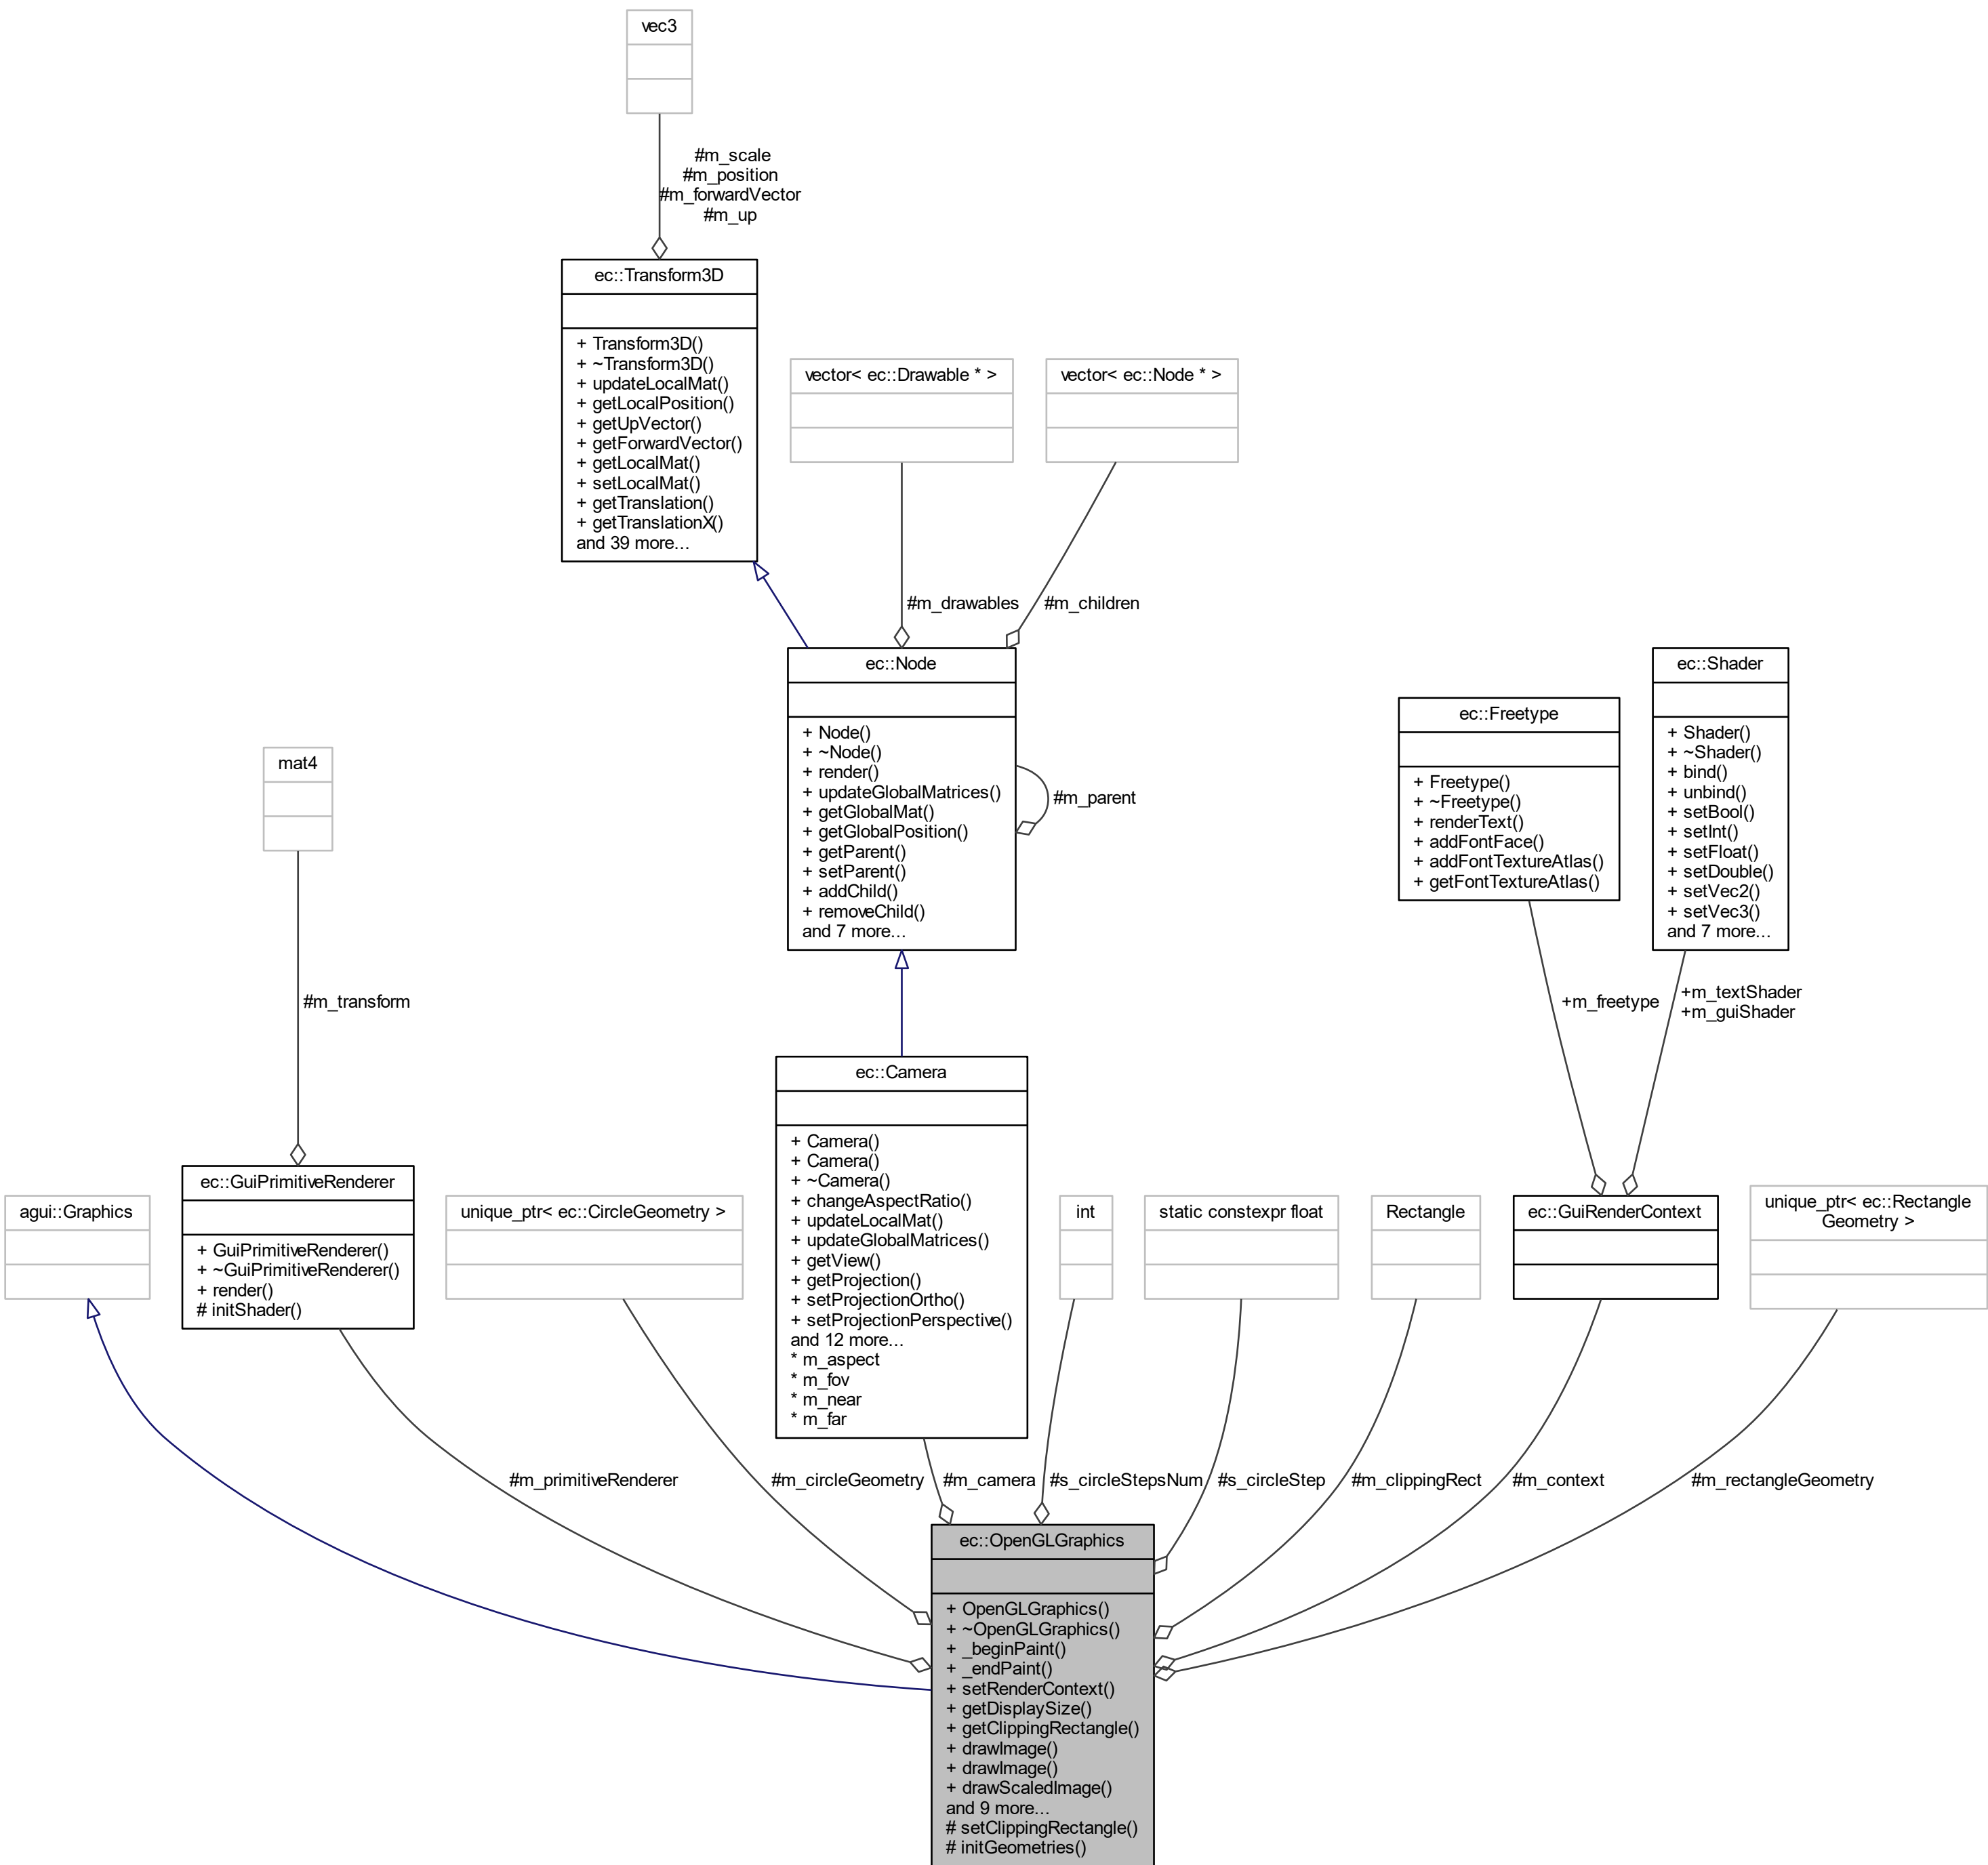 vec3
#m_scale
#m_position
#m_forwardVector
#m_up
ec::Transform3D
+ Transform3D()
+ ~Transform3D()
+ updateLocalMat()
+ getLocalPosition()
+ getUpVector()
+ getForwardVector()
+ getLocalMat()
+ setLocalMat()
+ getTranslation()
+ getTranslationX()
and 39 more...
vector< ec::Drawable * >
vector< ec::Node * >
#m_drawables
#m_children
ec::Node
+ Node()
+ ~Node()
+ render()
+ updateGlobalMatrices()
+ getGlobalMat()
+ getGlobalPosition()
+ getParent()
+ setParent()
+ addChild()
+ removeChild()
and 7 more...
#m_parent
ec::Freetype
+ Freetype()
+ ~Freetype()
+ renderText()
+ addFontFace()
+ addFontTextureAtlas()
+ getFontTextureAtlas()
ec::Shader
+ Shader()
+ ~Shader()
+ bind()
+ unbind()
+ setBool()
+ setInt()
+ setFloat()
+ setDouble()
+ setVec2()
+ setVec3()
and 7 more...
mat4
#m_transform
+m_freetype
+m_textShader
+m_guiShader
ec::Camera
+ Camera()
+ Camera()
+ ~Camera()
+ changeAspectRatio()
+ updateLocalMat()
+ updateGlobalMatrices()
+ getView()
+ getProjection()
+ setProjectionOrtho()
+ setProjectionPerspective()
and 12 more...
* m_aspect
* m_fov
* m_near
* m_far
agui::Graphics
ec::GuiPrimitiveRenderer
+ GuiPrimitiveRenderer()
+ ~GuiPrimitiveRenderer()
+ render()
# initShader()
unique_ptr< ec::CircleGeometry >
int
static constexpr float
Rectangle
ec::GuiRenderContext
unique_ptr< ec::Rectangle
Geometry >
#m_primitiveRenderer
#m_circleGeometry
#m_camera
#s_circleStepsNum
#s_circleStep
#m_clippingRect
#m_context
#m_rectangleGeometry
ec::OpenGLGraphics
+ OpenGLGraphics()
+ ~OpenGLGraphics()
+ _beginPaint()
+ _endPaint()
+ setRenderContext()
+ getDisplaySize()
+ getClippingRectangle()
+ drawImage()
+ drawImage()
+ drawScaledImage()
and 9 more...
# setClippingRectangle()
# initGeometries()